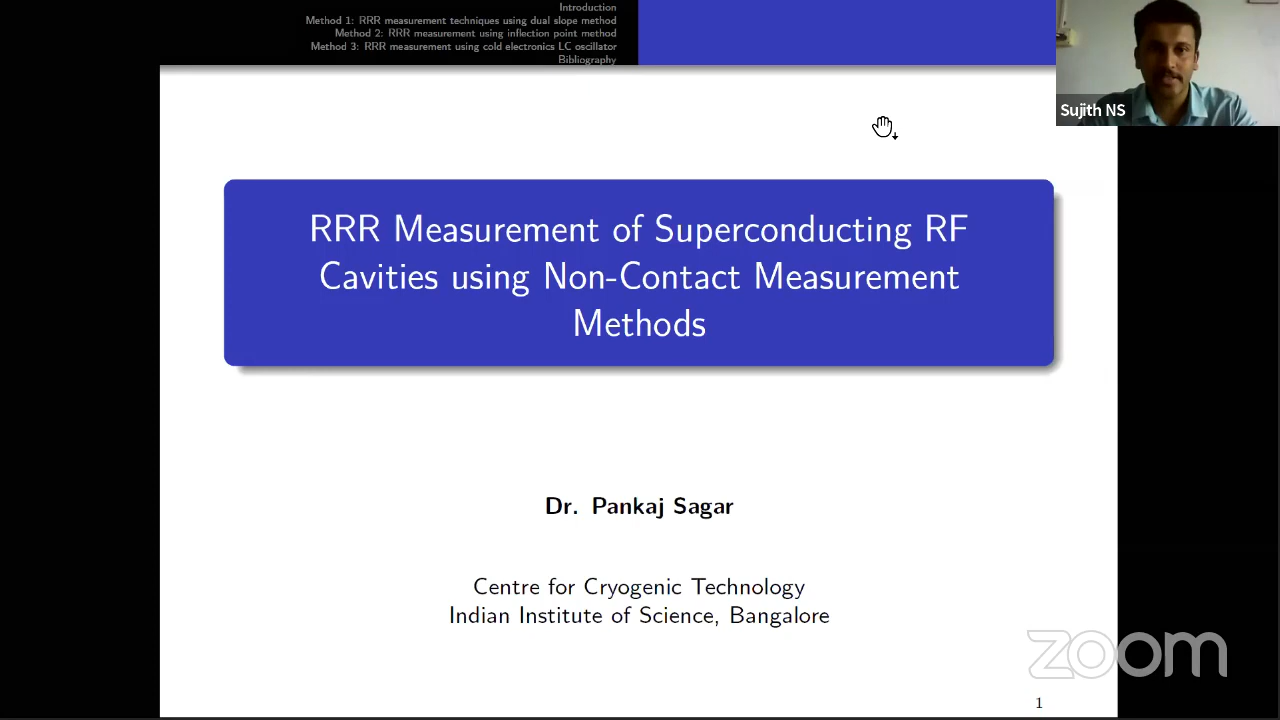 Introduction
Method 1: RRR measurement techniques using dual slope method
Method 2: RRR measurement using inflection point method
Method 3: RRR measurement using cold electronics LC oscillator
Bibliography
Sujith NS
RRR Measurement of Superconducting RF
Cavities using Non-Contact Measurement
Methods
Dr. Pankaj Sagar
Centre for Cryogenic Technology
Indian Institute of Science, Bangalore
zoom
1